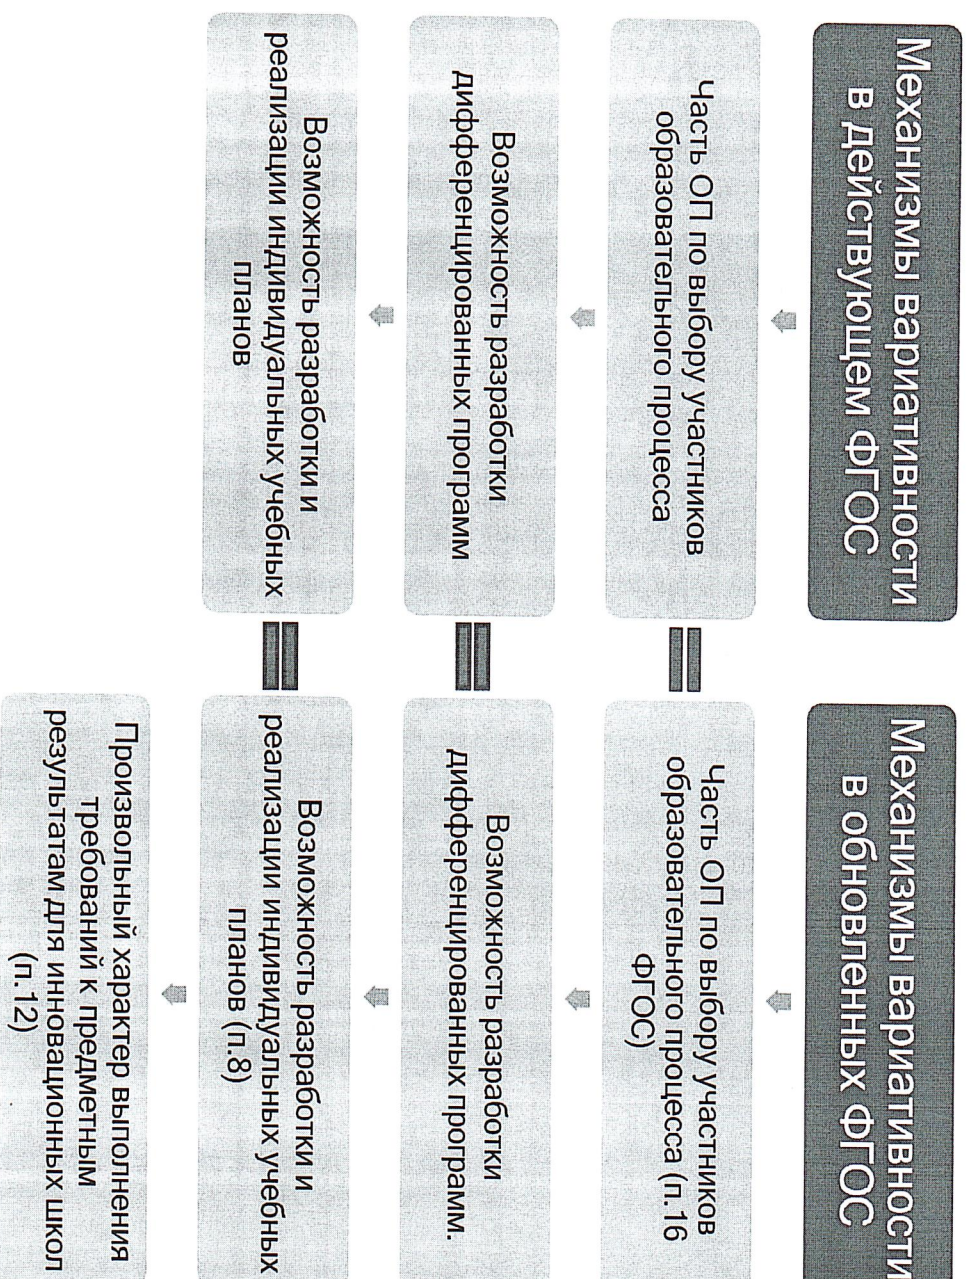 Механизмы вариативности
в действующем ФГОС
Часть ОП по выбору участников
образовательного процесса
Возможность разработки
дифференцированных программ
Возможность разработки и
реализации индивидуальных учебных
планов
Механизмы вариативности
в обновленных ФГОС
Часть ОП по выбору участников
образовательного процесса (п.16
ФГОС)
Возможность разработки
дифференцированных программ.
Возможность разработки и
реализации индивидуальных учебных
планов (п.8)
Произвольный характер выполнения
требований к предметным
результатам для инновационных школ
(п.12)